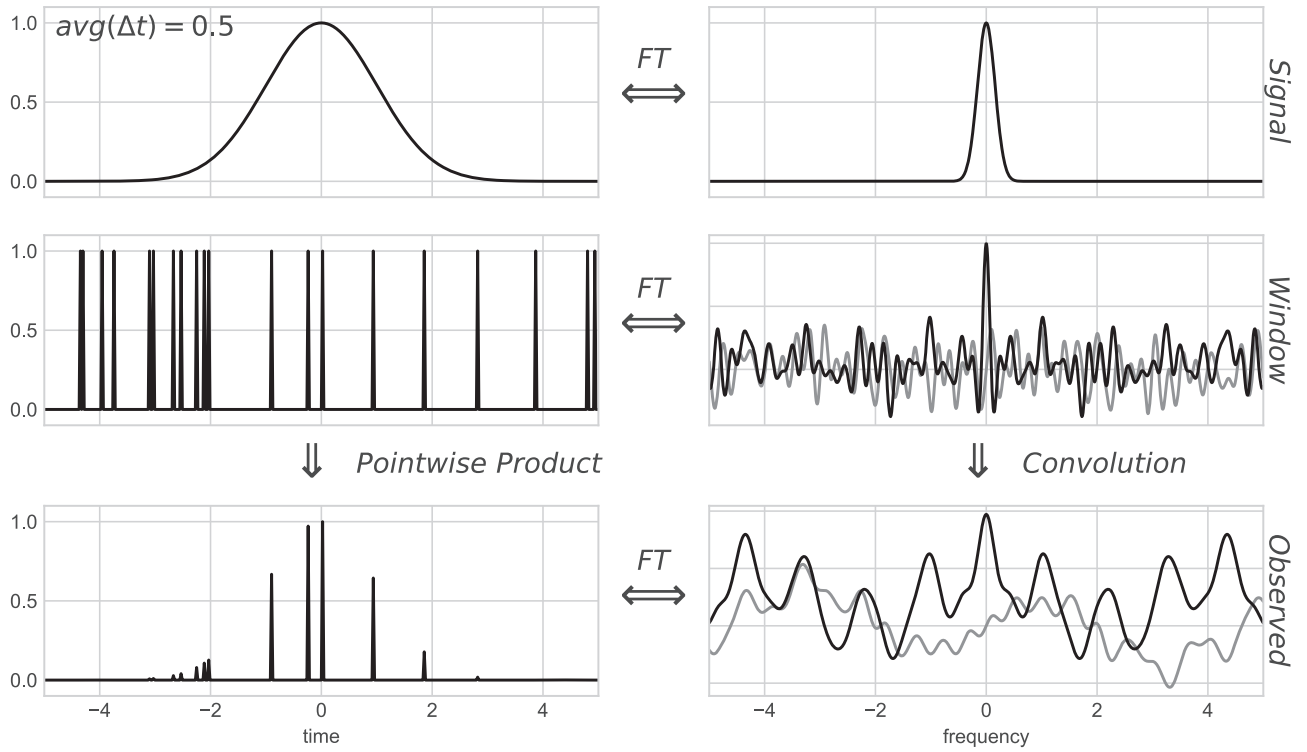 avg(Δt) = 0.5
1.0
0.5
0.0
FT
⇔
Signal
1.0
0.5
0.0
FT
⇔
Window
⇓ Pointwise Product
⇓ Convolution
1.0
0.5
0.0
FT
⇔
Observed
−4 −2 0 2 4
time
−4 −2 0 2 4
frequency